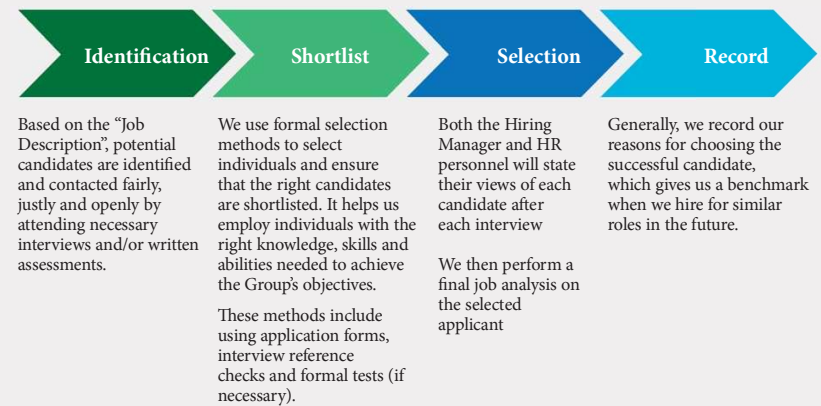 Identification
Based on the “Job
Description”, potential
candidates are identified
and contacted fairly,
justly and openly by
attending necessary
interviews and/or written
assessments.
Shortlist
We use formal selection
methods to select
individuals and ensure
that the right candidates
are shortlisted. It helps us
employ individuals with the
right knowledge, skills and
abilities needed to achieve
the Group’s objectives.
These methods include
using application forms,
interview reference
checks and formal tests (if
necessary).
Selection
Both the Hiring
Manager and HR
personnel will state
their views of each
candidate after
each interview
We then perform a
final job analysis on
the selected
applicant
Record
Generally, we record our
reasons for choosing the
successful candidate,
which gives us a benchmark
when we hire for similar
roles in the future.